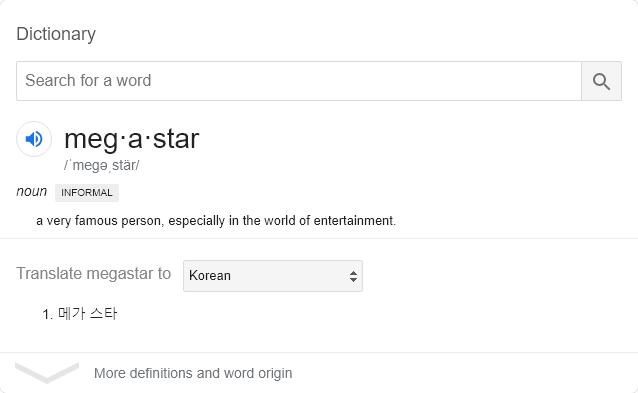 Dictionary
Search for a word
meg·a·star
/ˈmeɡəˌstär/
noun INFORMAL
a very famous person, especially in the world of entertainment.
Translate megastar to Korean
1. 메가 스타
More definitions and word origin